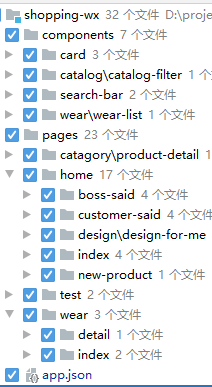 shopping-wx 32 个文件 D:\proje
components 7 个文件
card 3 个文件
catalog\catalog-filter 1 个文件
search-bar 2 个文件
wear\wear-list 1 个文件
pages 23 个文件
catagory\product-detail 1 个
home 17 个文件
boss-said 4 个文件
customer-said 4 个文件
design\design-for-me
index 4 个文件
new-product 1 个文件
test 2 个文件
wear 3 个文件
detail 1 个文件
index 2 个文件
app.json